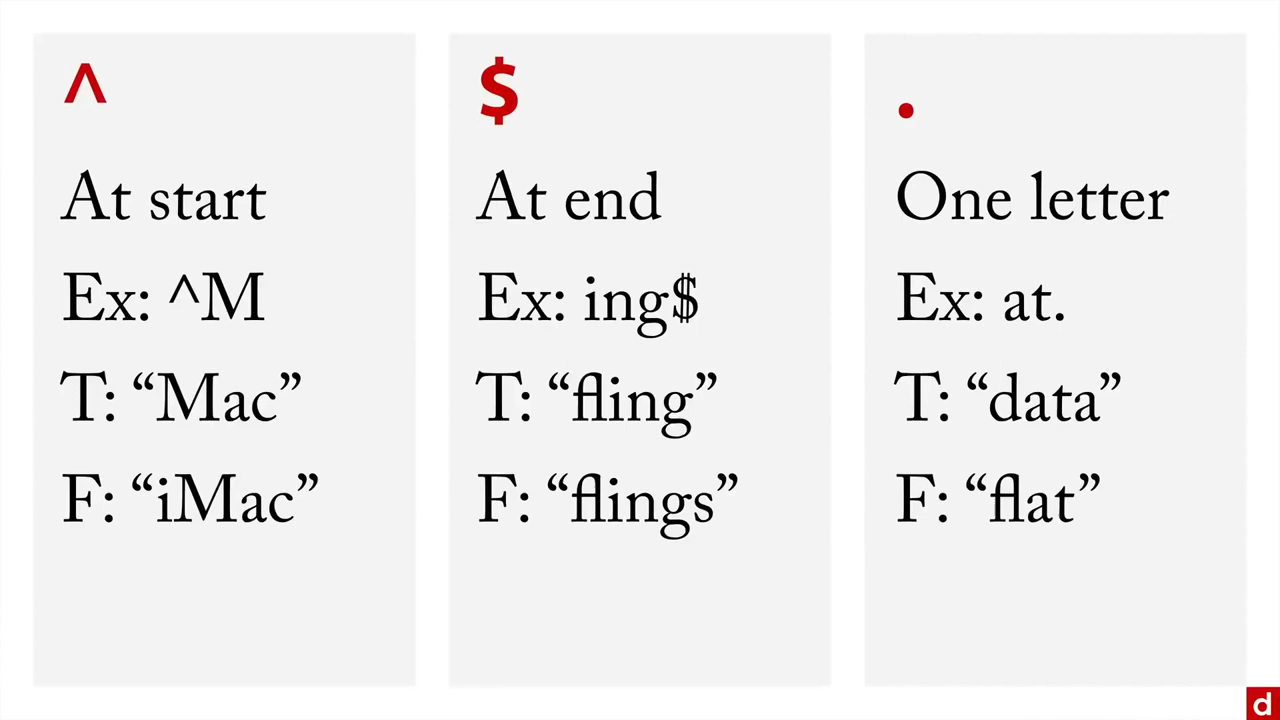 ^
At start
Ex: ^M
T: “Mac”
F: “iMac”
$
At end
Ex: ing$
T: “fling”
F: “flings”
.
One letter
Ex: at.
T: “data”
F: “flat”
d